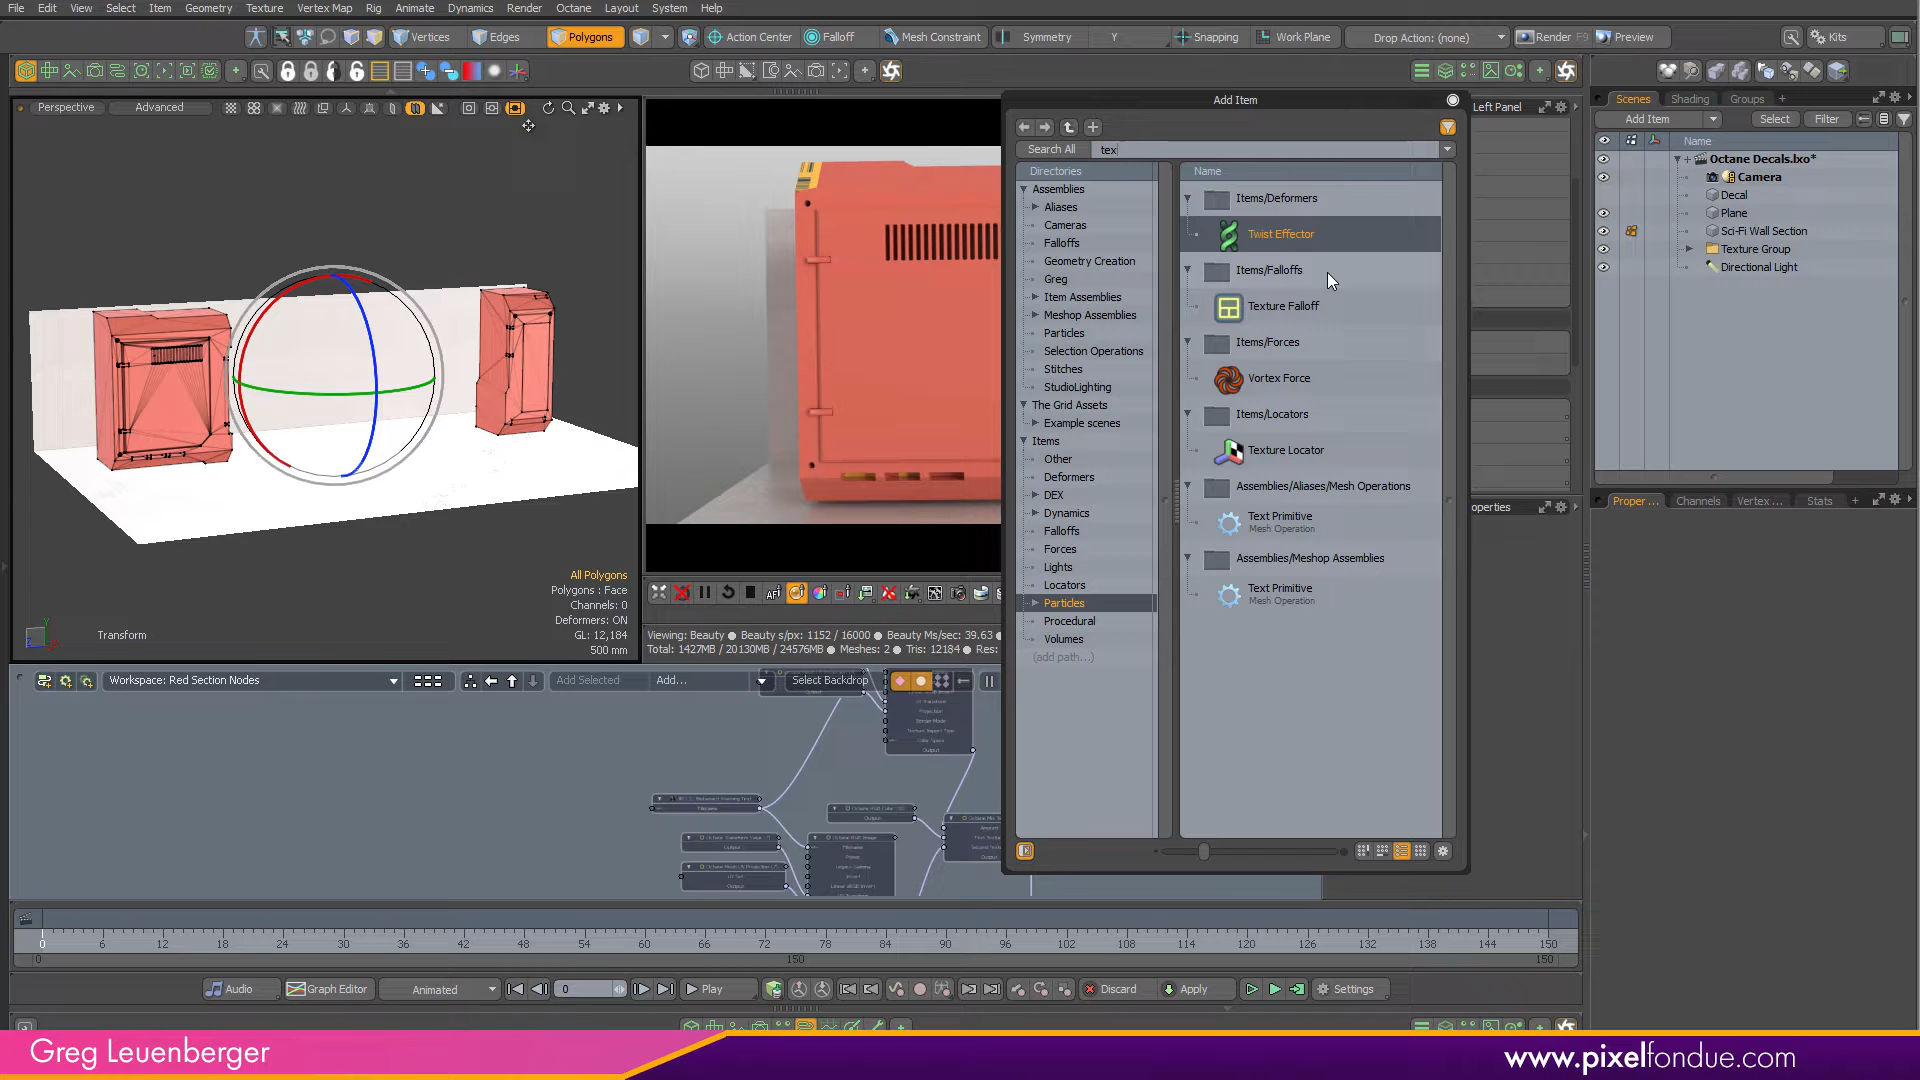 File Edit View Select Item Geometry Texture Vertex Map Rig Animate Dynamics Render Octane Layout System Help
Vertices Edges Polygons Action Center Falloff Mesh Constraint Symmetry Y Snapping Work Plane Drop Action: (none) Render F9 Preview Kits
Perspective Advanced
All Polygons
Polygons : Face
Channels: 0
Deformers: ON
GL: 12,184
500 mm
Transform
Viewing: Beauty Beauty s/px: 1152 / 16000 Beauty Ms/sec: 39.63
Total: 1427MB / 20130MB / 24576MB Meshes: 2 Tris: 12184 Res:
Add Item
Search All tex
Directories
Assemblies
Aliases
Cameras
Falloffs
Geometry Creation
Greg
Item Assemblies
Meshop Assemblies
Particles
Selection Operations
Stitches
StudioLighting
The Grid Assets
Example scenes
Items
Other
Deformers
DEX
Dynamics
Falloffs
Forces
Lights
Locators
Particles
Procedural
Volumes
(add path...)
Name
Items/Deformers
Twist Effector
Items/Falloffs
Texture Falloff
Items/Forces
Vortex Force
Items/Locators
Texture Locator
Assemblies/Aliases/Mesh Operations
Text Primitive
Mesh Operation
Assemblies/Meshop Assemblies
Text Primitive
Mesh Operation
Left Panel
operties
Scenes Shading Groups
Add Item Select Filter
Name
Octane Decals.lxo*
Camera
Decal
Plane
Sci-Fi Wall Section
Texture Group
Directional Light
Proper ... Channels Vertex ... Stats
Workspace: Red Section Nodes Add Selected Add... Select Backdrop
0 6 12 18 24 30 36 42 48 54 60 66 72 78 84 90 96 102 108 114 120 126 132 138 144 150
0 150 150
Audio Graph Editor Animated 0 Play Discard Apply Settings
Greg Leuenberger
www.pixelfondue.com